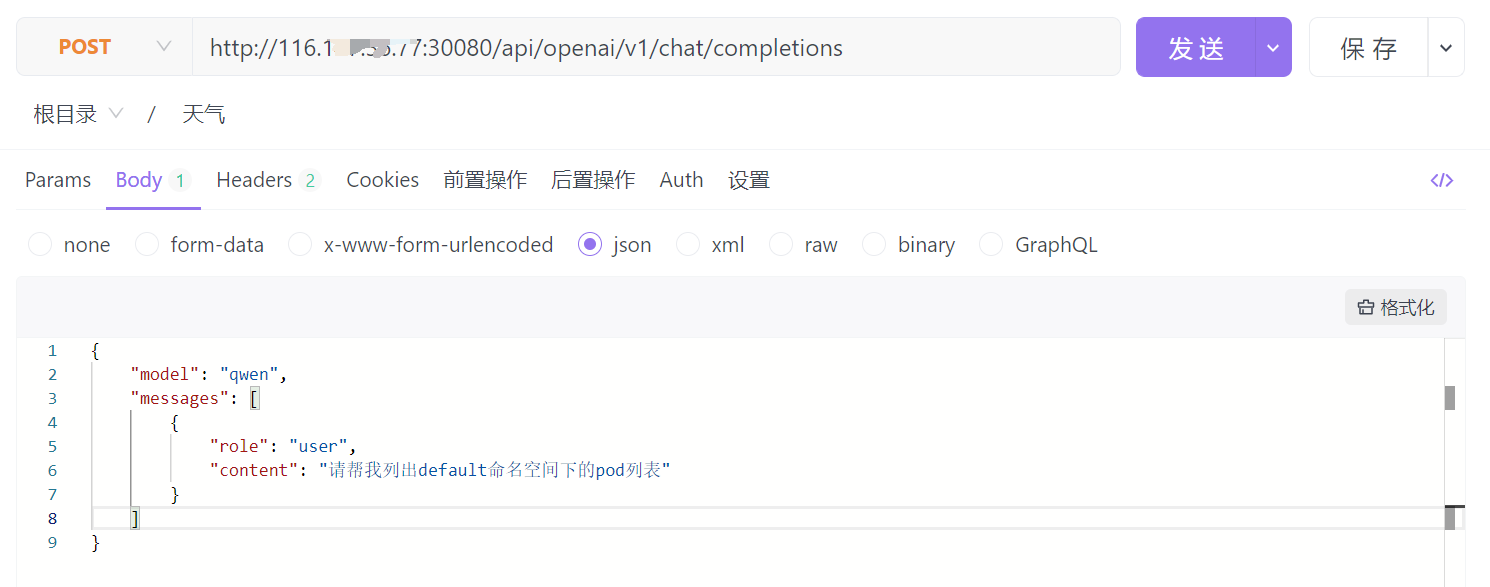 POST http://116.1 .77:30080/api/openai/v1/chat/completions 发送 保存
根目录 / 天气
Params Body 1 Headers 2 Cookies 前置操作 后置操作 Auth 设置 </>
none form-data x-www-form-urlencoded json xml raw binary GraphQL
格式化
1 {
2 "model": "qwen",
3 "messages": [
4 {
5 "role": "user",
6 "content": "请帮我列出default命名空间下的pod列表"
7 }
8 ]
9 }